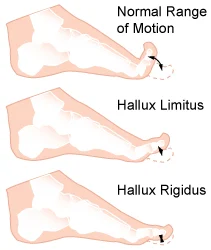 Normal Range
of Motion
Hallux Limitus
Hallux Rigidus